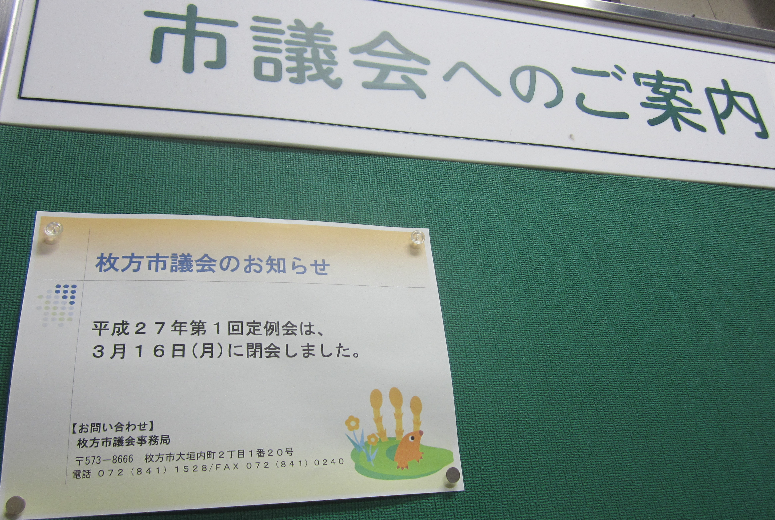 市議会へのご案内
枚方市議会のお知らせ
平成２７年第１回定例会は、
３月１６日(月)に閉会しました。
【お問い合わせ】
枚方市議会事務局
〒573－8666　枚方市大垣内町２丁目１番２０号
電話 ０７２（８４１）１５２８/FAX ０７２（８４１）０２４０